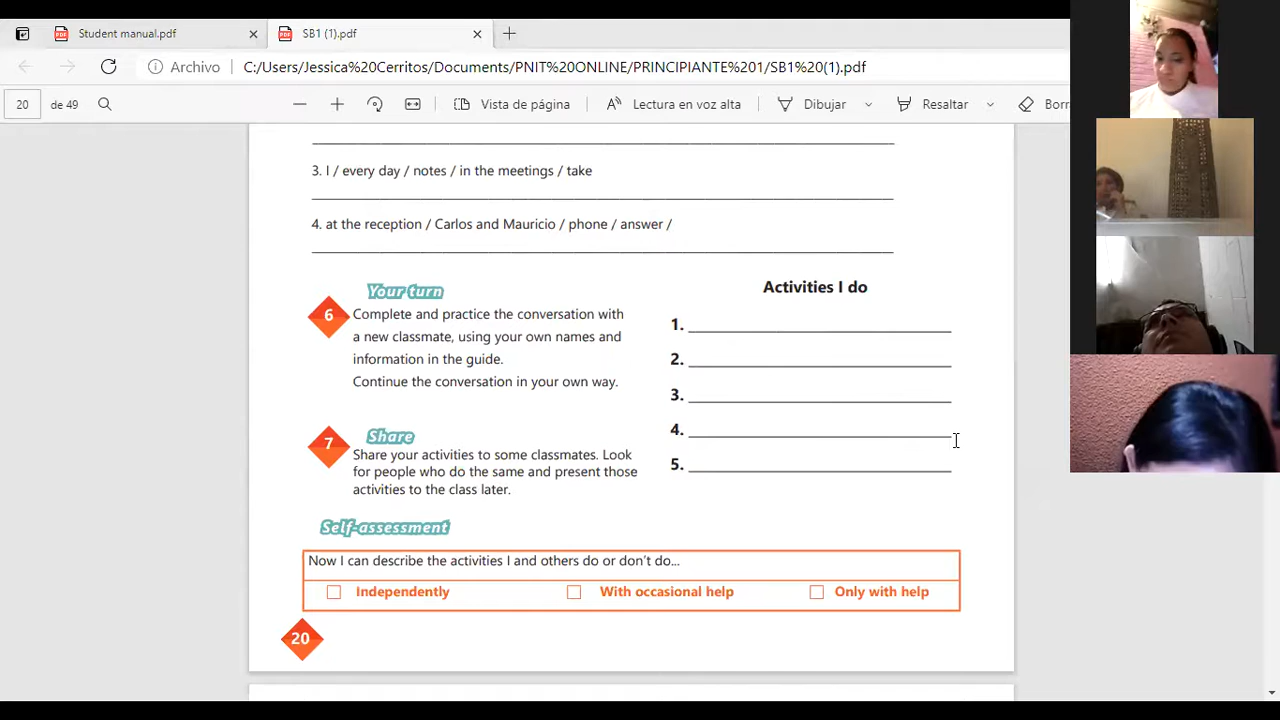 Student manual.pdf
SB1 (1).pdf
Archivo
C:/Users/Jessica%20Cerritos/Documents/PNIT%20ONLINE/PRINCIPIANTE%201/SB1%20(1).pdf
20
de 49
Vista de página
Lectura en voz alta
Dibujar
Resaltar
Borr
3. I / every day / notes / in the meetings / take
4. at the reception / Carlos and Mauricio / phone / answer /
Your turn
6
Complete and practice the conversation with
a new classmate, using your own names and
information in the guide.
Continue the conversation in your own way.
7
Share
Share your activities to some classmates. Look
for people who do the same and present those
activities to the class later.
Activities I do
1.
2.
3.
4.
5.
Self-assessment
Now I can describe the activities I and others do or don't do...
Independently
With occasional help
Only with help
20